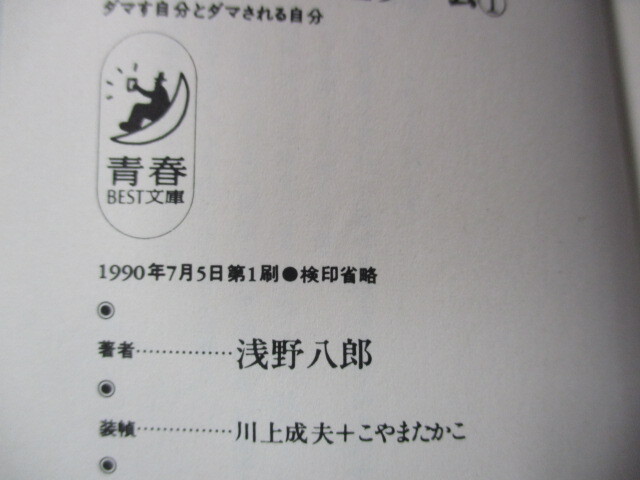 ダマす自分とダマされる自分
青春
BEST文庫
1990年7月5日第1刷●検印省略
著者……………浅野八郎
装幀……………川上成夫＋こやまたかこ